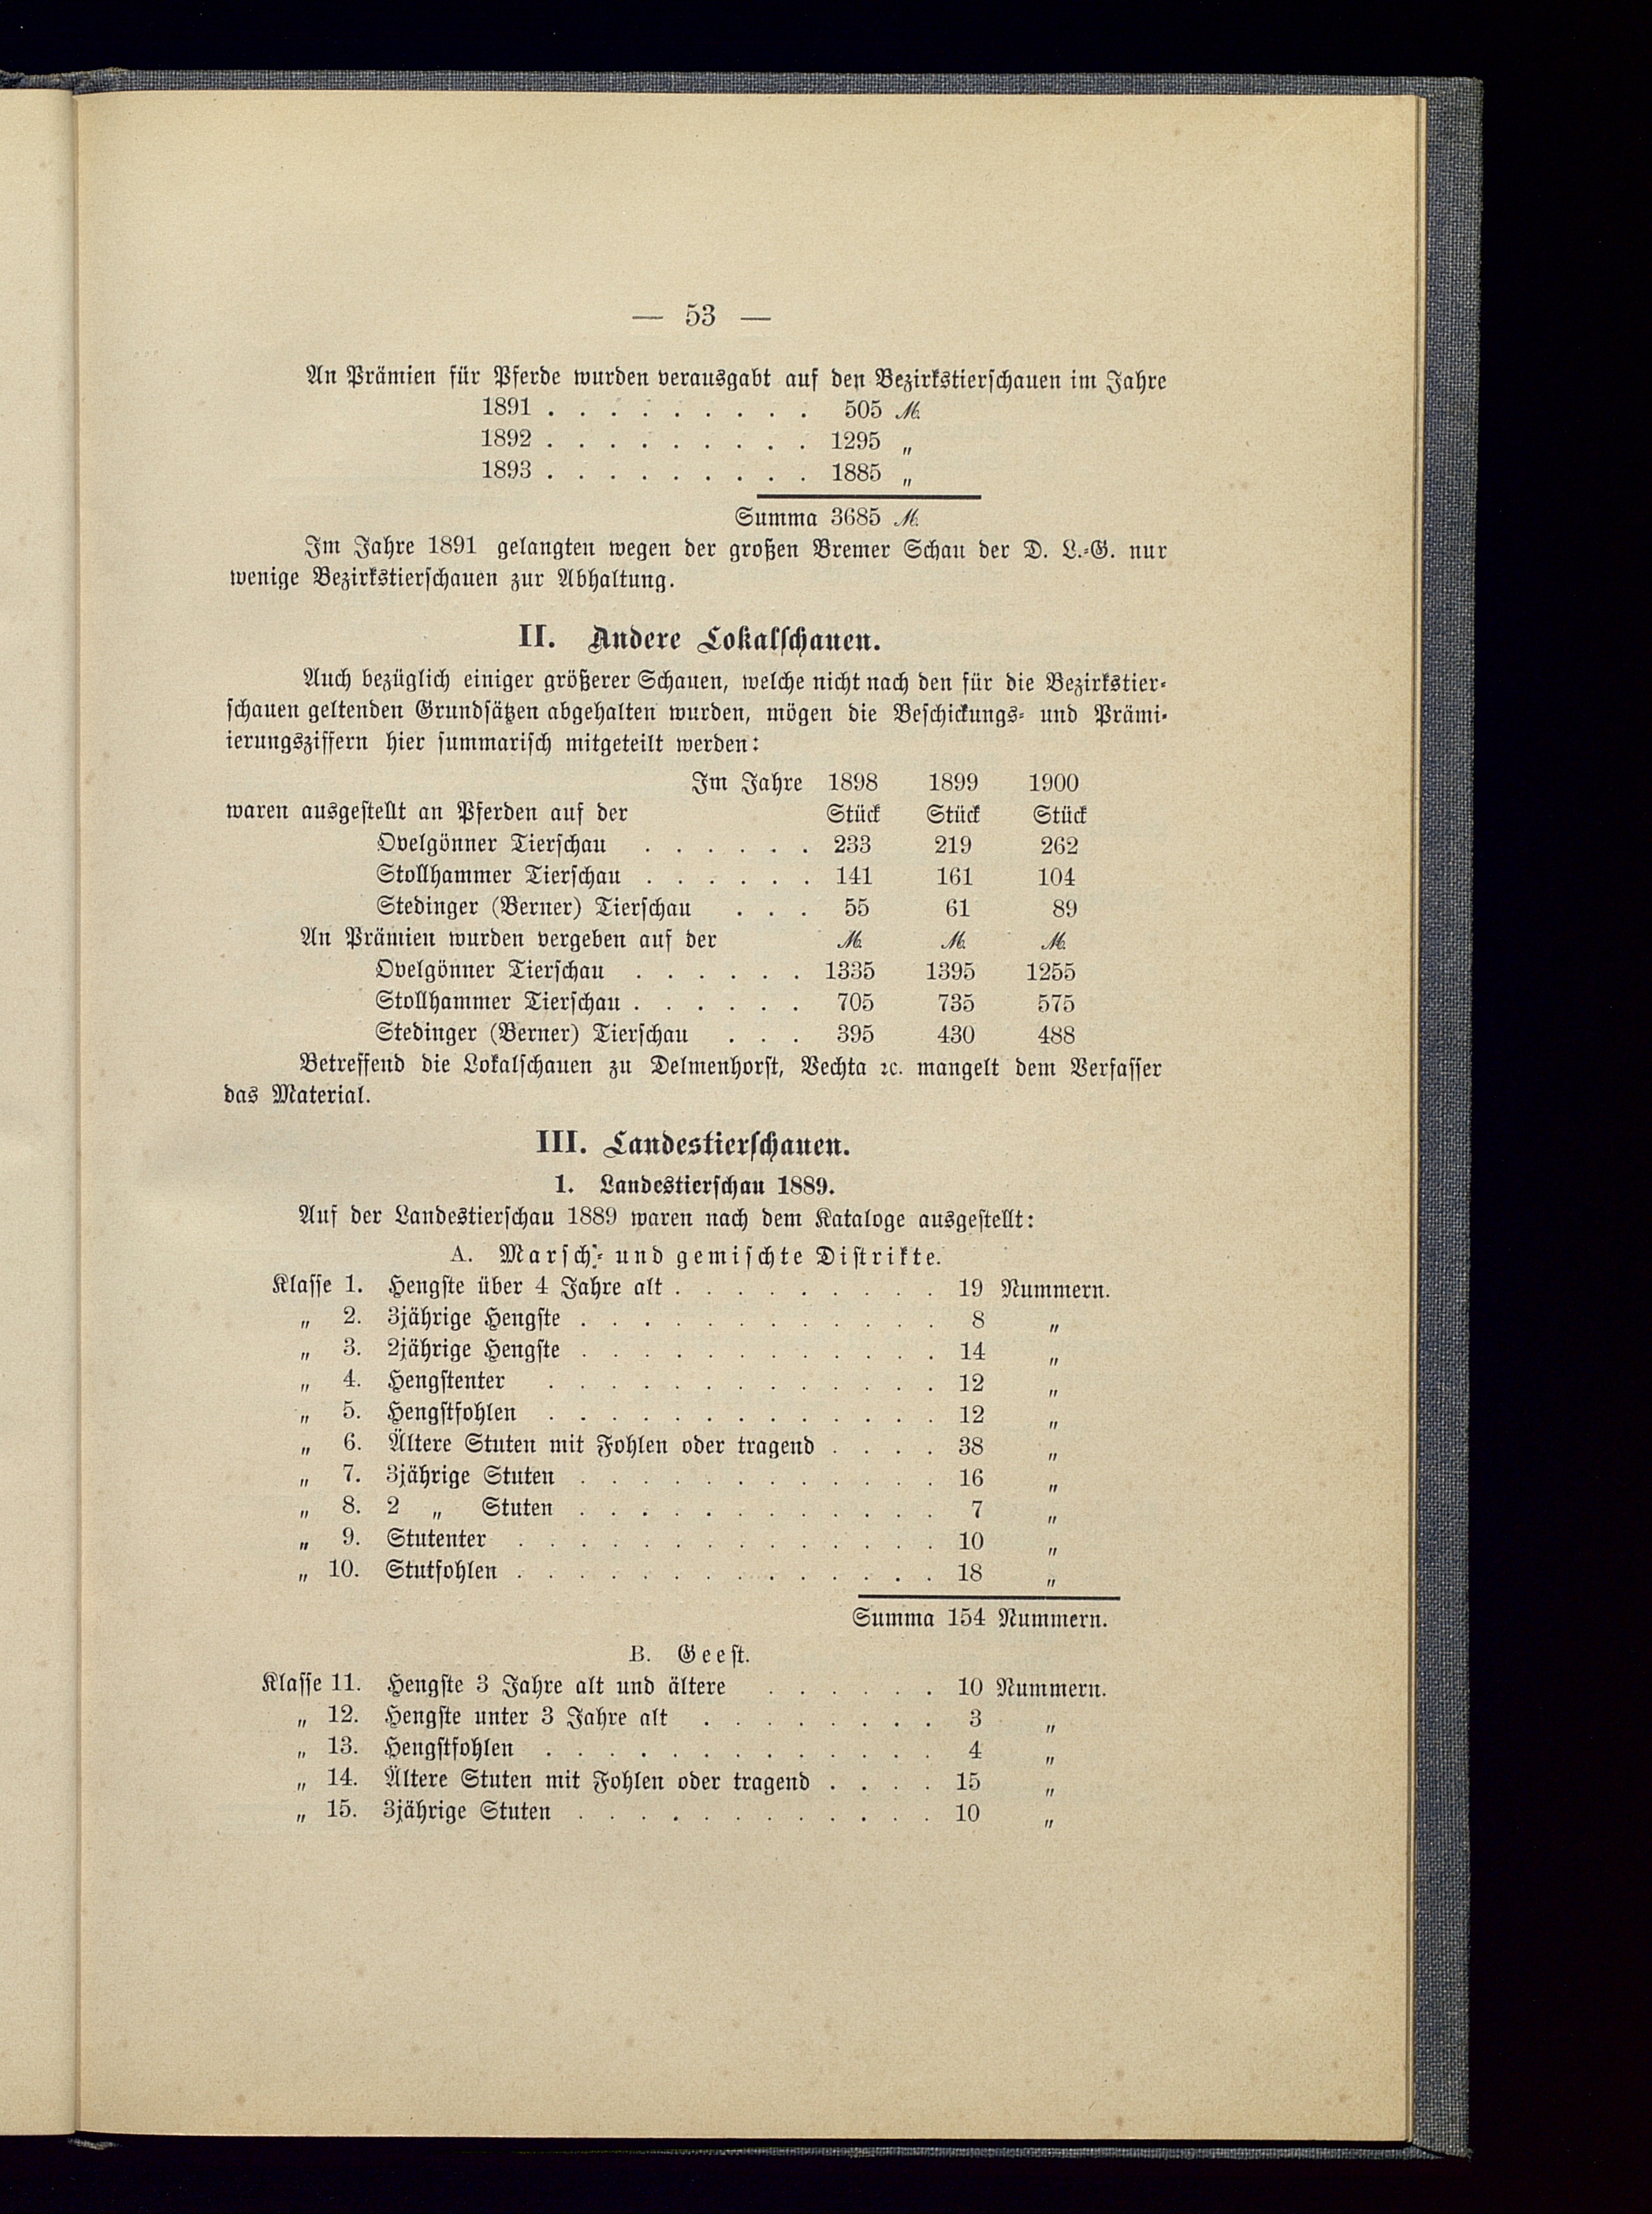 — 53 —
An Prämien für Pferde wurden verausgabt auf den Bezirkstierschauen im Jahre
1891 . . . . . . . . . 505 M.
1892 . . . . . . . . . 1295 „
1893 . . . . . . . . . 1885 „
Summa 3685 M.
Im Jahre 1891 gelangten wegen der großen Bremer Schau der D. L.-G. nur
wenige Bezirkstierschauen zur Abhaltung.
II. Andere Lokalschauen.
Auch bezüglich einiger größerer Schauen, welche nicht nach den für die Bezirkstier-
schauen geltenden Grundsätzen abgehalten wurden, mögen die Beschickungs- und Prämi-
ierungsziffern hier summarisch mitgeteilt werden:
Im Jahre 1898 1899 1900
waren ausgestellt an Pferden auf der Stück Stück Stück
Ovelgönner Tierschau . . . . . . 233 219 262
Stollhammer Tierschau . . . . . . 141 161 104
Stedinger (Berner) Tierschau . . . 55 61 89
An Prämien wurden vergeben auf der M. M. M.
Ovelgönner Tierschau . . . . . . 1335 1395 1255
Stollhammer Tierschau . . . . . . 705 735 575
Stedinger (Berner) Tierschau . . . 395 430 488
Betreffend die Lokalschauen zu Delmenhorst, Vechta ꝛc. mangelt dem Verfasser
das Material.
III. Landestierschauen.
1. Landestierschau 1889.
Auf der Landestierschau 1889 waren nach dem Kataloge ausgestellt:
A. Marsch- und gemischte Distrikte.
Klasse 1. Hengste über 4 Jahre alt . . . . . . . . . 19 Nummern.
„ 2. 3jährige Hengste . . . . . . . . . . . . 8 „
„ 3. 2jährige Hengste . . . . . . . . . . . . 14 „
„ 4. Hengstenter . . . . . . . . . . . . . 12 „
„ 5. Hengstfohlen . . . . . . . . . . . . . 12 „
„ 6. Ältere Stuten mit Fohlen oder tragend . . . . 38 „
„ 7. 3jährige Stuten . . . . . . . . . . . . 16 „
„ 8. 2 „ Stuten . . . . . . . . . . . . 7 „
„ 9. Stutenter . . . . . . . . . . . . . . 10 „
„ 10. Stutfohlen . . . . . . . . . . . . . . 18 „
Summa 154 Nummern.
B. Geest.
Klasse 11. Hengste 3 Jahre alt und ältere . . . . . . 10 Nummern.
„ 12. Hengste unter 3 Jahre alt . . . . . . . . 3 „
„ 13. Hengstfohlen . . . . . . . . . . . . . 4 „
„ 14. Ältere Stuten mit Fohlen oder tragend . . . . 15 „
„ 15. 3jährige Stuten . . . . . . . . . . . . 10 „